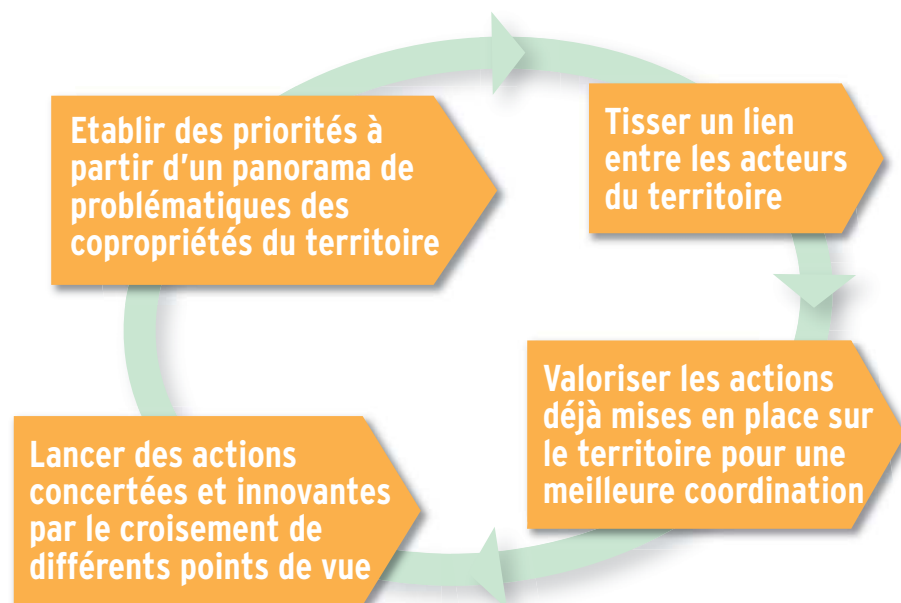 Etablir des priorités à
partir d'un panorama de
problématiques des
copropriétés du territoire
Tisser un lien
entre les acteurs
du territoire
Valoriser les actions
déjà mises en place sur
le territoire pour une
meilleure coordination
Lancer des actions
concertées et innovantes
par le croisement de
différents points de vue